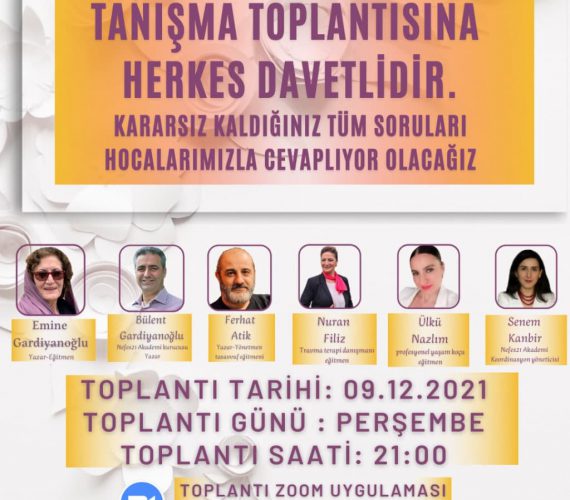 TANIŞMA TOPLANTISINA
HERKES DAVETLİDİR.
KARARSIZ KALDIĞINIZ TÜM SORULARI
HOCALARIMIZLA CEVAPLIYOR OLACAĞIZ
Emine
Gardiyanoğlu
Yazar-Eğitmen
Bülent
Gardiyanoğlu
Nefes21 Akademi kurucusu
Yazar
Ferhat
Atik
Yazar-Yönetmen
tasavvuf eğitmeni
Nuran
Filiz
Travma terapi danışmanı
eğitmen
Ülkü
Nazlım
profesyonel yaşam koçu
eğitmen
Senem
Kanbir
Nefes21 Akademi
Koordinasyon yöneticisi
TOPLANTI TARİHİ: 09.12.2021
TOPLANTI GÜNÜ : PERŞEMBE
TOPLANTI SAATİ: 21:00
TOPLANTI ZOOM UYGULAMASI